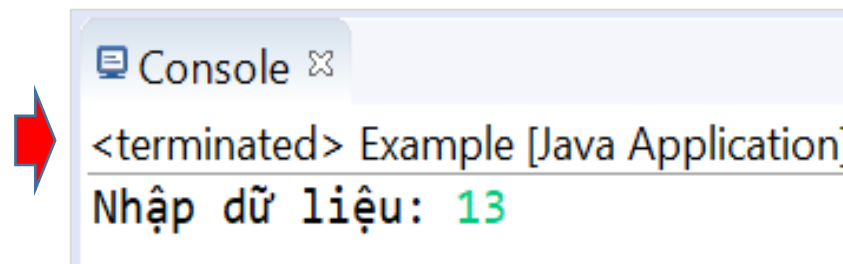 Console
<terminated> Example [Java Application]
Nhập dữ liệu: 13